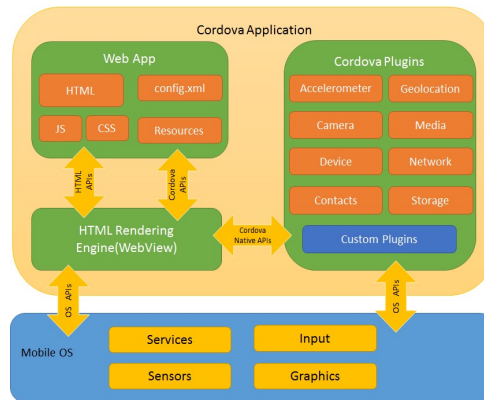 Cordova Application
Web App
HTML
config.xml
JS
CSS
Resources
HTML
APIs
Cordova
APIs
HTML Rendering
Engine(WebView)
Cordova
Native APIs
Cordova Plugins
Accelerometer
Geolocation
Camera
Media
Device
Network
Contacts
Storage
Custom Plugins
OS APIs
OS APIs
Mobile OS
Services
Input
Sensors
Graphics